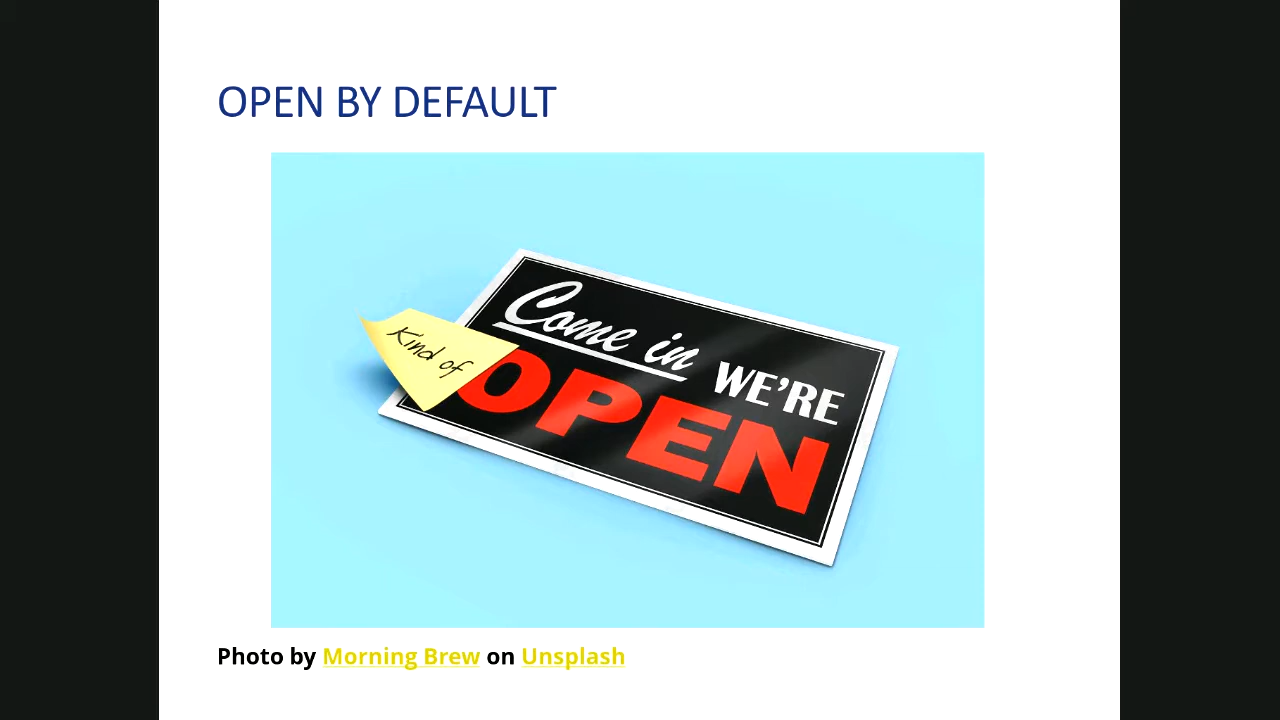 OPEN BY DEFAULT
Come in WE'RE
Kind of
OPEN
Photo by Morning Brew on Unsplash